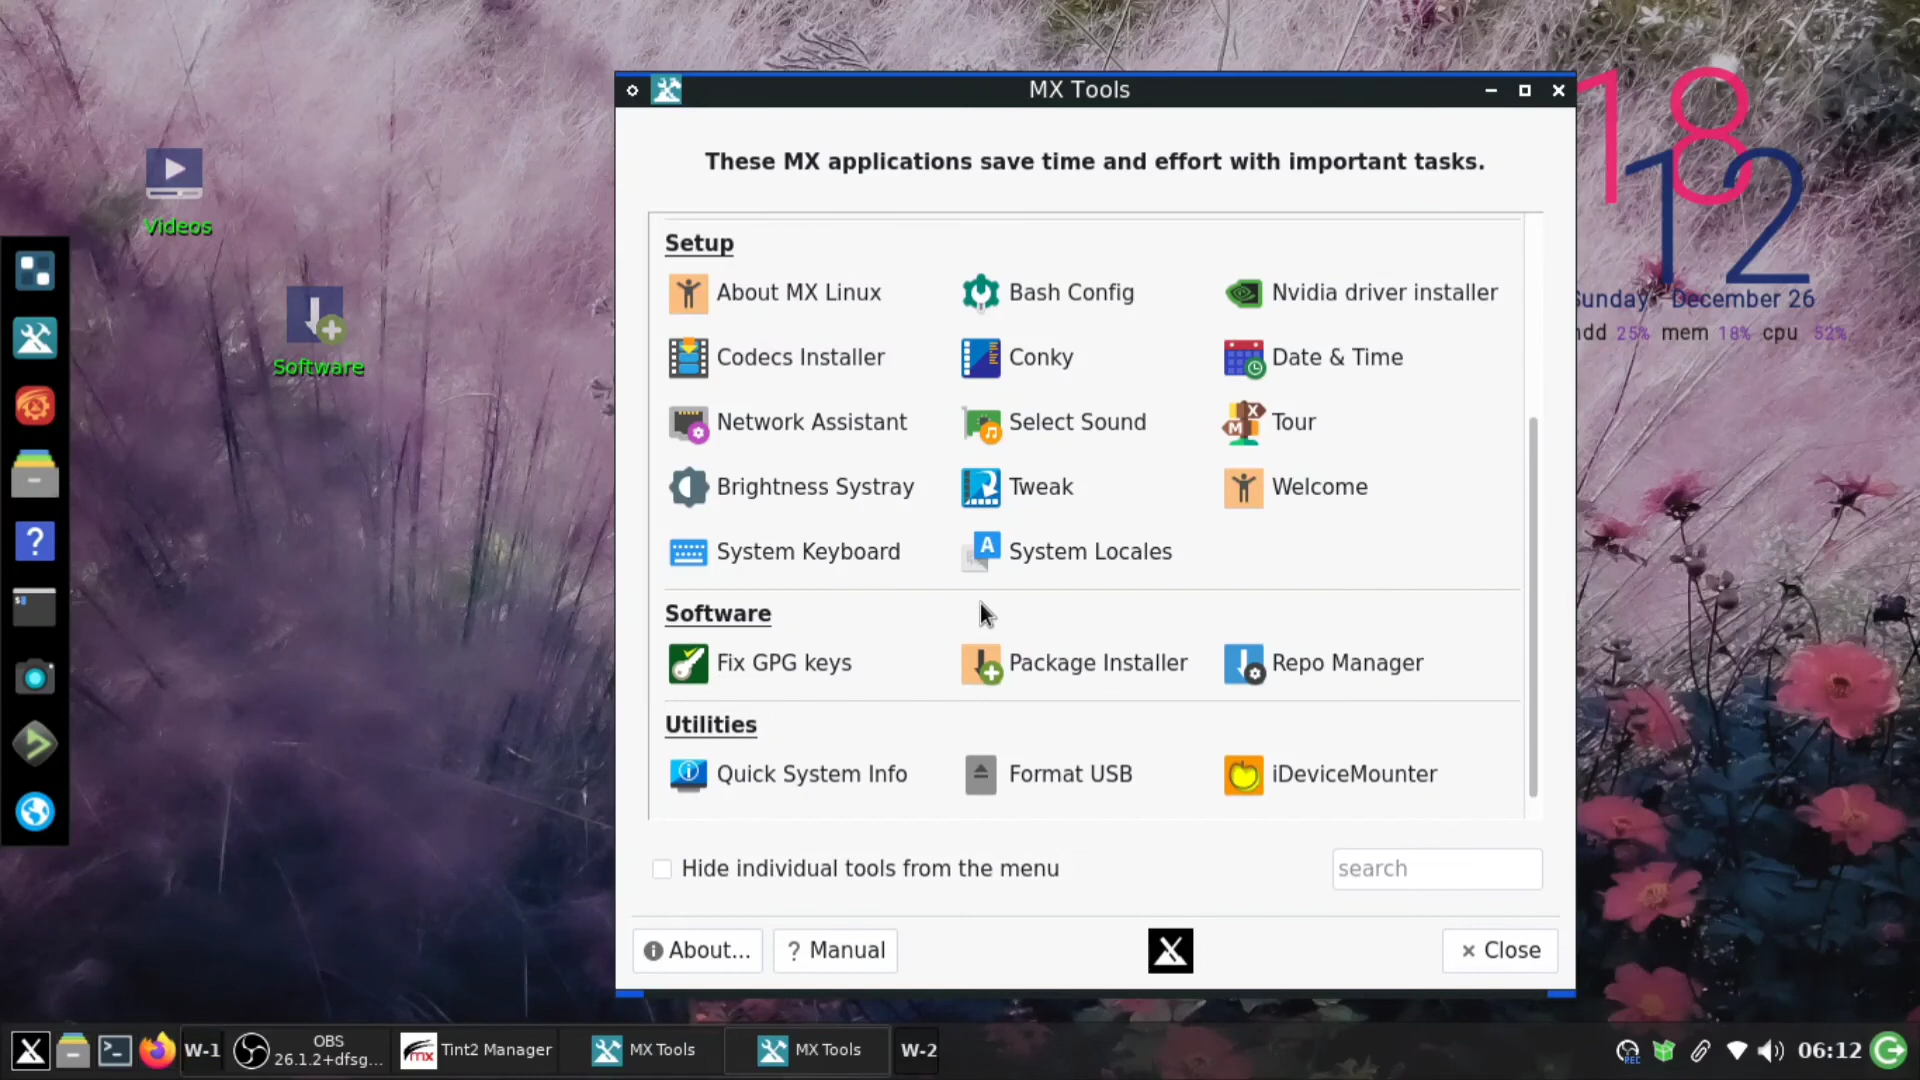 MX Tools
These MX applications save time and effort with important tasks.
Setup
About MX Linux
Bash Config
Nvidia driver installer
Codecs Installer
Conky
Date & Time
Network Assistant
Select Sound
Tour
Brightness Systray
Tweak
Welcome
System Keyboard
System Locales
Software
Fix GPG keys
Package Installer
Repo Manager
Utilities
Quick System Info
Format USB
iDeviceMounter
Hide individual tools from the menu
search
About...
? Manual
Close
Videos
Software
18
12
Sunday, December 26
hdd 25% mem 18% cpu 52%
W-1
OBS
26.1.2+dfsg...
mx
Tint2 Manager
MX Tools
MX Tools
W-2
REC
06:12